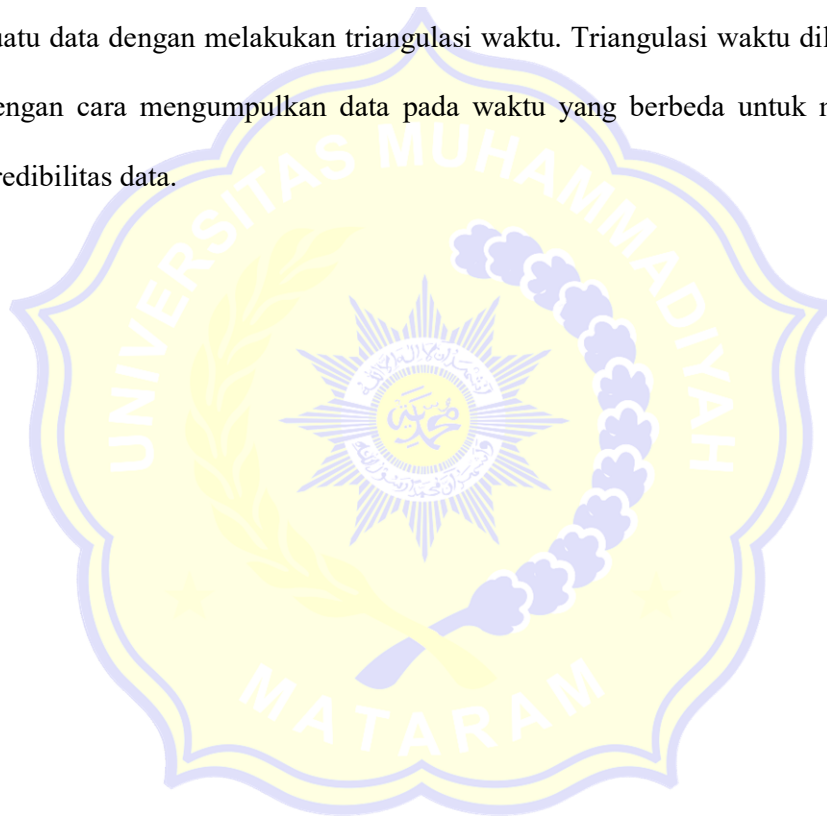 uatu data dengan melakukan triangulasi waktu. Triangulasi waktu dil
engan cara mengumpulkan data pada waktu yang berbeda untuk
redibilitas data.
UNIVERSITAS MUHAMMADIYAH
MATARAM